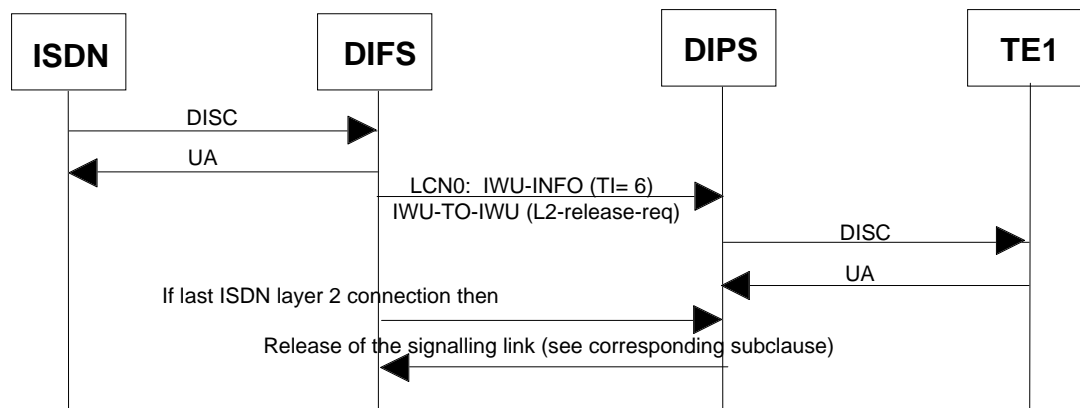 ISDN
DIFS
DIPS
TE1
DISC
UA
LCN0: IWU-INFO (TI= 6)
IWU-TO-IWU (L2-release-req)
DISC
UA
If last ISDN layer 2 connection then
Release of the signalling link (see corresponding subclause)